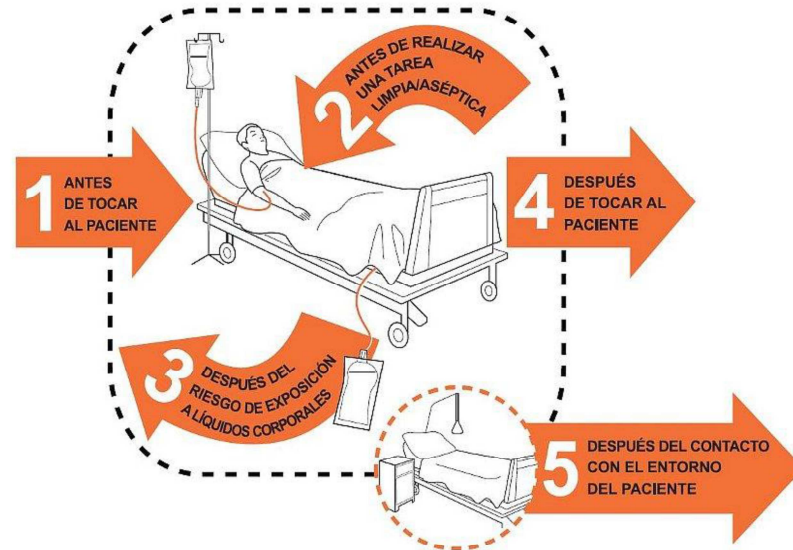 1
ANTES
DE TOCAR
AL PACIENTE
2
ANTES DE REALIZAR
UNA TAREA
LIMPIA/ASÉPTICA
3
DESPUÉS DEL
RIESGO DE EXPOSICIÓN
A LÍQUIDOS CORPORALES
4
DESPUÉS
DE TOCAR AL
PACIENTE
5
DESPUÉS DEL CONTACTO
CON EL ENTORNO
DEL PACIENTE